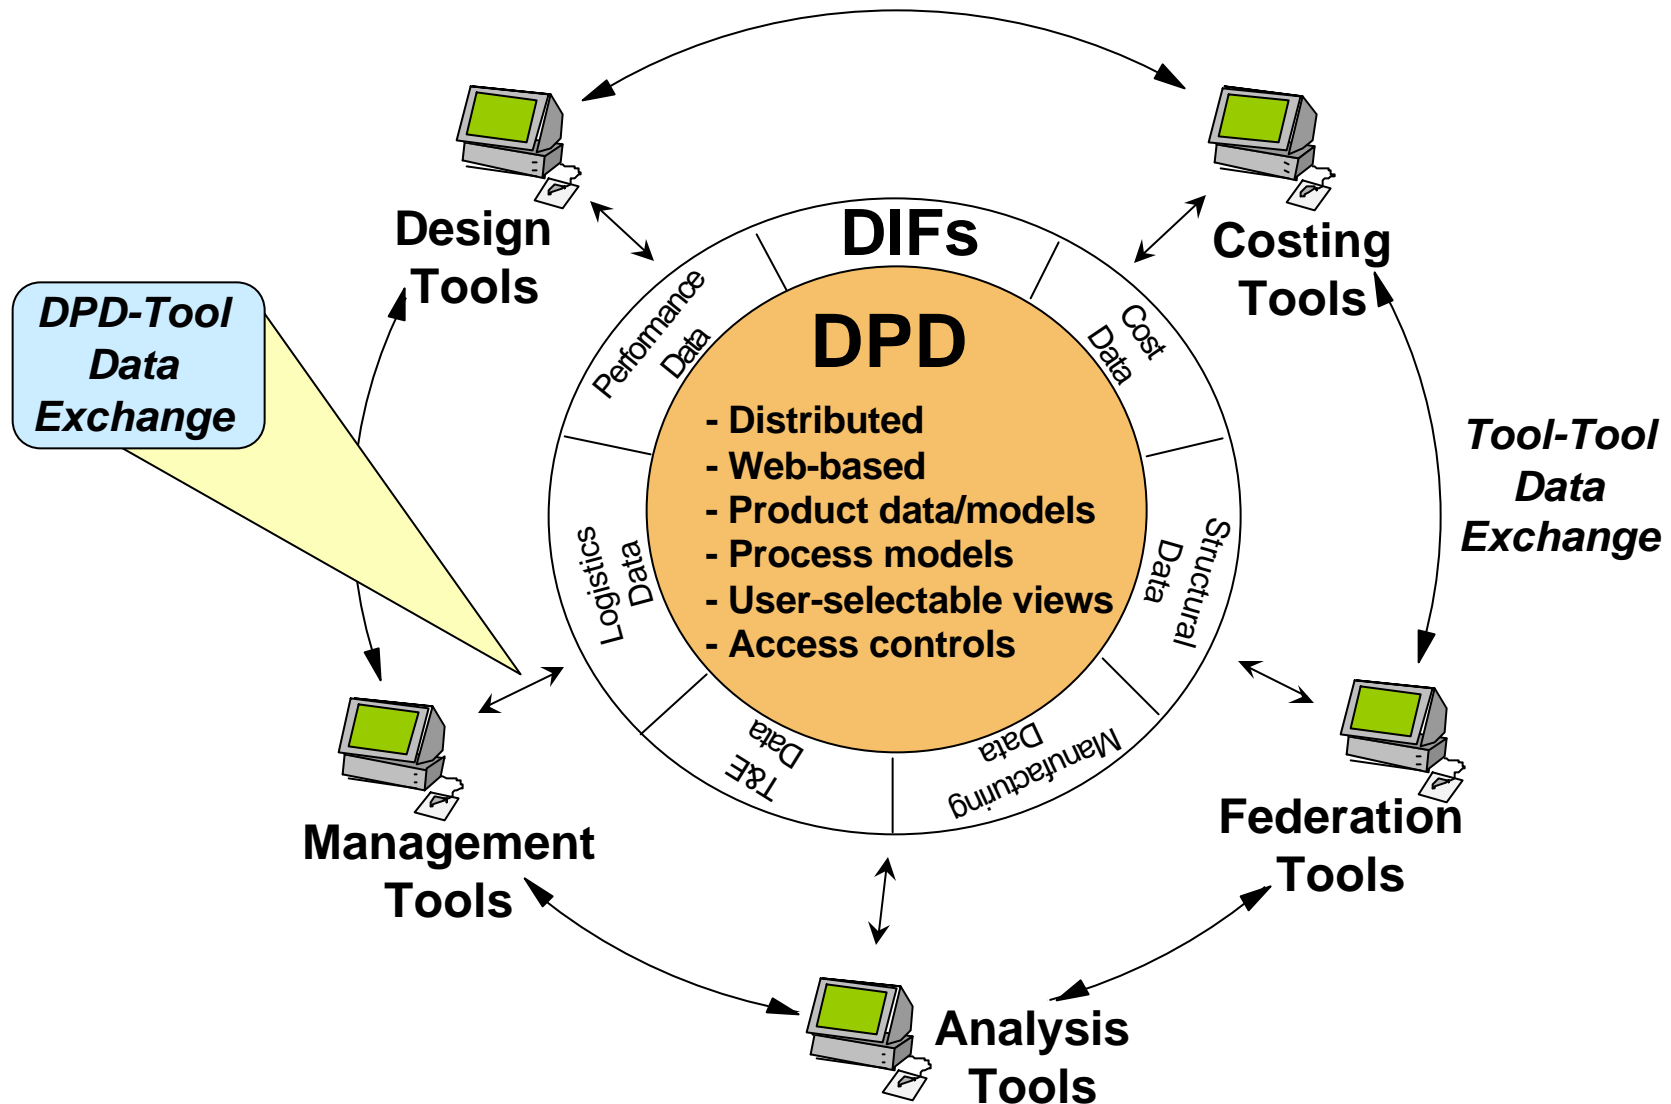 Design
Tools
Costing
Tools
DPD-Tool
Data
Exchange
Tool-Tool
Data
Exchange
DIFs
Performance
Data
Cost
Data
Structural
Data
Manufacturing
Data
T&E
Data
Logistics
Data
DPD
- Distributed
- Web-based
- Product data/models
- Process models
- User-selectable views
- Access controls
Management
Tools
Federation
Tools
Analysis
Tools